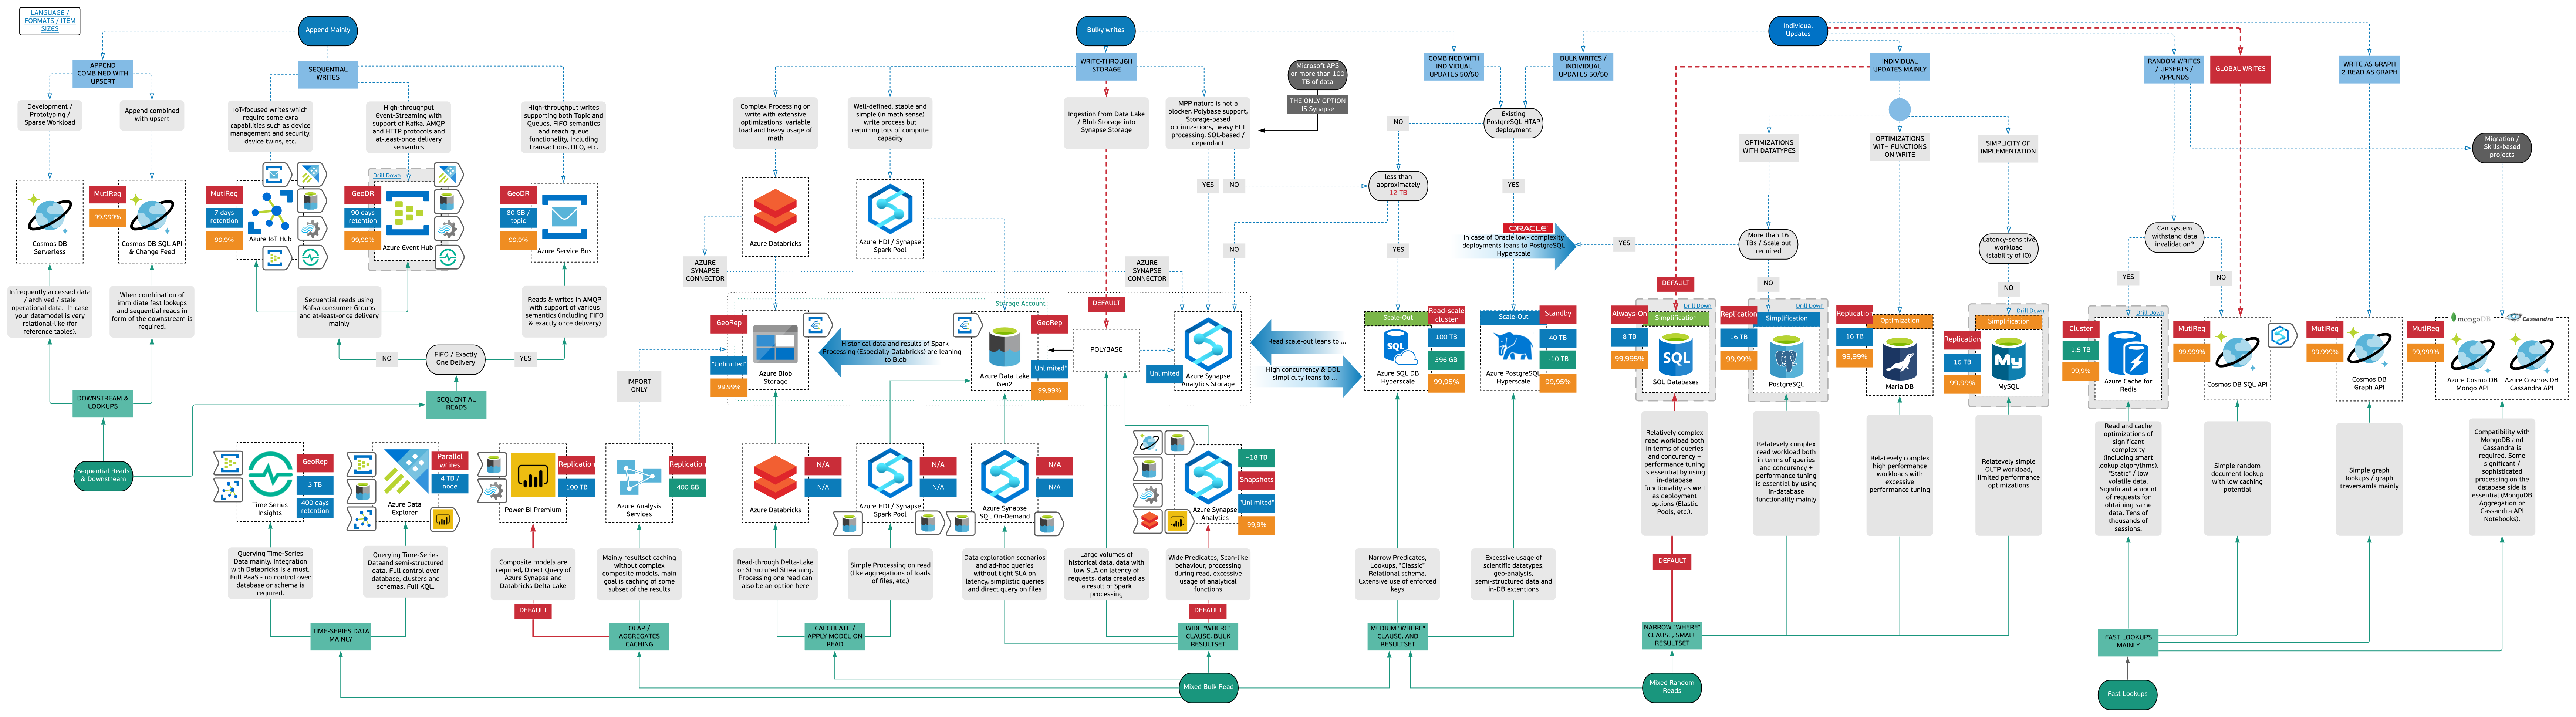 LANGUAGE /
FORMATS / ITEM
SIZES
Append Mainly
Bulky writes
Individual
Updates
APPEND
COMBINED WITH
UPSERT
SEQUENTIAL
WRITES
WRITE-THROUGH
STORAGE
Microsoft APS
or more than 100
TB of data
THE ONLY OPTION
IS Synapse
COMBINED WITH
INDIVIDUAL
UPDATES 50/50
BULK WRITES /
INDIVIDUAL
UPDATES 50/50
INDIVIDUAL
UPDATES MAINLY
RANDOM WRITES
/ UPSERTS /
APPENDS
GLOBAL WRITES
WRITE AS GRAPH
2 READ AS GRAPH
Development /
Prototyping /
Sparse Workload
Append combined
with upsert
IoT-focused writes which
require some exra
capabilities such as device
management and security,
device twins, etc.
High-throughput
Event-Streaming with
support of Kafka, AMQP
and HTTP protocols and
at-least-once delivery
semantics
High-throughput writes
supporting both Topic and
Queues, FIFO semantics
and reach queue
functionality, including
Transactions, DLQ, etc.
Complex Processing on
write with extensive
optimizations, variable
load and heavy usage of
math
Well-defined, stable and
simple (in math sense)
write process but
requiring lots of compute
capacity
Ingestion from Data Lake
/ Blob Storage into
Synapse Storage
MPP nature is not a
blocker, Polybase support,
Storage-based
optimizations, heavy ELT
processing, SQL-based /
dependant
NO
Existing
PostgreSQL HTAP
deployment
OPTIMIZATIONS
WITH DATATYPES
OPTIMIZATIONS
WITH FUNCTIONS
ON WRITE
SIMPLICITY OF
IMPLEMENTATION
Migration /
Skills-based
projects
YES
NO
less than
approximately
12 TB
YES
MutiReg
99.999%
Cosmos DB
Serverless
Cosmos DB SQL API
& Change Feed
MutiReg
7 days
retention
99,9%
Azure IoT Hub
Drill Down
GeoDR
90 days
retention
99,99%
Azure Event Hub
GeoDR
80 GB /
topic
99,9%
Azure Service Bus
Azure Databricks
Azure HDI / Synapse
Spark Pool
NO
YES
ORACLE
In case of Oracle low- complexity
deployments leans to PostgreSQL
Hyperscale
YES
More than 16
TBs / Scale out
required
Latency-sensitive
workload
(stability of IO)
Can system
withstand data
invalidation?
AZURE
SYNAPSE
CONNECTOR
AZURE
SYNAPSE
CONNECTOR
DEFAULT
NO
NO
YES
NO
Infrequently accessed data
/ archived / stale
operational data. In case
your datamodel is very
relational-like (for
reference tables).
When combination of
immidiate fast lookups
and sequential reads in
form of the downstream is
required.
Sequential reads using
Kafka consumer Groups
and at-least-once delivery
mainly
Reads & writes in AMQP
with support of various
semantics (including FIFO
& exactly once delivery)
NO
FIFO / Exactly
One Delivery
YES
DOWNSTREAM &
LOOKUPS
SEQUENTIAL
READS
Sequential Reads
& Downstream
IMPORT
ONLY
Storage Account
GeoRep
"Unlimited"
99,99%
Azure Blob
Storage
Historical data and results of Spark
Processing (Especially Databricks) are leaning
to Blob
Azure Data Lake
Gen2
GeoRep
"Unlimited"
99,99%
DEFAULT
POLYBASE
Unlimited
Azure Synapse
Analytics Storage
Read scale-out leans to ...
High concurrency & DDL
simplicuty leans to ...
Scale-Out
Azure SQL DB
Hyperscale
Read-scale
cluster
100 TB
396 GB
99,95%
Scale-Out
Azure PostgreSQL
Hyperscale
Standby
40 TB
~10 TB
99,95%
Drill Down
Always-On
8 TB
99,995%
Simplification
SQL Databases
Drill Down
Replication
16 TB
99,99%
Simplification
PostgreSQL
Replication
16 TB
99,99%
Optimization
Maria DB
Drill Down
Replication
16 TB
99,99%
Simplification
MySQL
Drill Down
Cluster
1.5 TB
99,9%
Azure Cache for
Redis
MutiReg
99.999%
Cosmos DB SQL API
MutiReg
99,999%
Cosmos DB
Graph API
mongoDB
Cassandra
MutiReg
99,999%
Azure Cosmo DB
Mongo API
Azure Cosmos DB
Cassandra API
Time Series
Insights
GeoRep
3 TB
400 days
retention
Azure Data
Explorer
Parallel
wrires
4 TB /
node
Power BI Premium
Replication
100 TB
Azure Analysis
Services
Replication
400 GB
Azure Databricks
N/A
N/A
Azure HDI / Synapse
Spark Pool
N/A
N/A
Azure Synapse
SQL On-Demand
N/A
N/A
Azure Synapse
Analytics
~18 TB
Snapshots
"Unlimited"
99,9%
Relatively complex
read workload both
in terms of queries
and concurency +
performance tuning
is essential by using
in-database
functionality as well
as deployment
options (Elastic
Pools, etc.).
Relatevely complex
read workload both
in terms of queries
and concurency +
performance tuning
is essential by using
in-database
functionality mainly
Relatevely complex
high performance
workloads with
excessive
performance tuning
Relatively simple
OLTP workload,
limited performance
optimizations
Read and cache
optimizations of
significant
complexity
(including smart
lookup algorythms).
"Static" / low
volatile data.
Significant amount
of requests for
obtaining same
data. Tens of
thousands of
sessions.
Simple random
document lookup
with low caching
potential
Simple graph
lookups / graph
traversamls mainly
Compatibility with
MongoDB and
Cassandra is
required. Some
significant /
sophisticated
processing on the
database side is
essential (MongoDB
Aggregation or
Cassandra API
Notebooks).
Querying Time-Series
Data mainly. Integration
with Databricks is a must.
Full PaaS - no control over
database or schema is
required.
Querying Time-Series
Dataand semi-structured
data. Full control over
database, clusters and
schemas. Full KQL.
Composite models are
required, Direct Query of
Azure Synapse and
Databricks Delta Lake
Mainly resultset caching
without complex
composite models, main
goal is caching of some
subset of the results
Read-through Delta-Lake
or Structured Streaming.
Processing one read can
also be an option here
Simple Processing on read
(like aggregations of loads
of files, etc.)
Data exploration scenarios
and ad-hoc queries
without tight SLA on
latency, simplistic queries
and direct query on files
Large volumes of
historical data, data with
low SLA on latency of
requests, data created as
a result of Spark
processing
Wide Predicates, Scan-like
behaviour, processing
during read, excessive
usage of analytical
functions
Narrow Predicates,
Lookups, "Classic"
Relational schema,
Extensive use of enforced
keys
Excessive usage of
scientific datatypes,
geo-analysis,
semi-structured data and
in-DB extentions
DEFAULT
DEFAULT
DEFAULT
TIME-SERIES DATA
MAINLY
OLAP /
AGGREGATES
CACHING
CALCULATE /
APPLY MODEL ON
READ
WIDE "WHERE"
CLAUSE, BULK
RESULTSET
MEDIUM "WHERE"
CLAUSE, AND
RESULTSET
NARROW "WHERE"
CLAUSE, SMALL
RESULTSET
FAST LOOKUPS
MAINLY
Mixed Bulk Read
Mixed Random
Reads
Fast Lookups